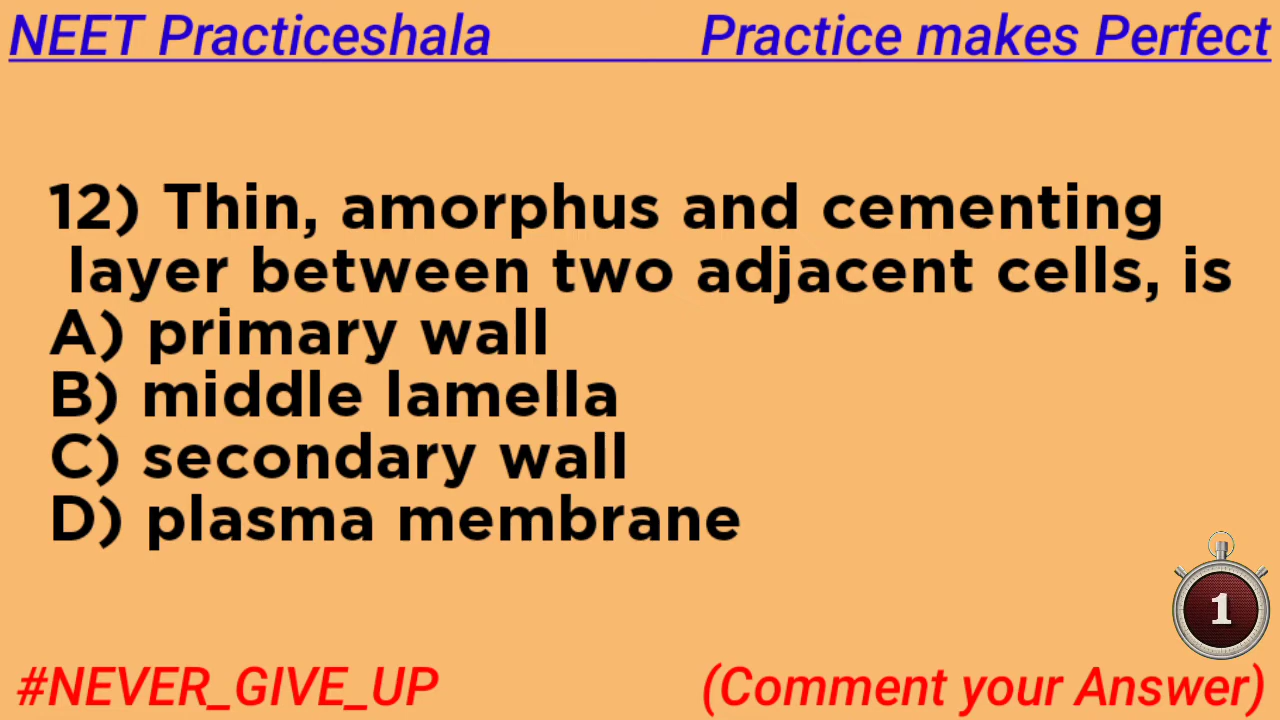 NEET Practiceshala Practice makes Perfect
12) Thin, amorphus and cementing
layer between two adjacent cells, is
A) primary wall
B) middle lamella
C) secondary wall
D) plasma membrane
1
#NEVER_GIVE_UP (Comment your Answer)